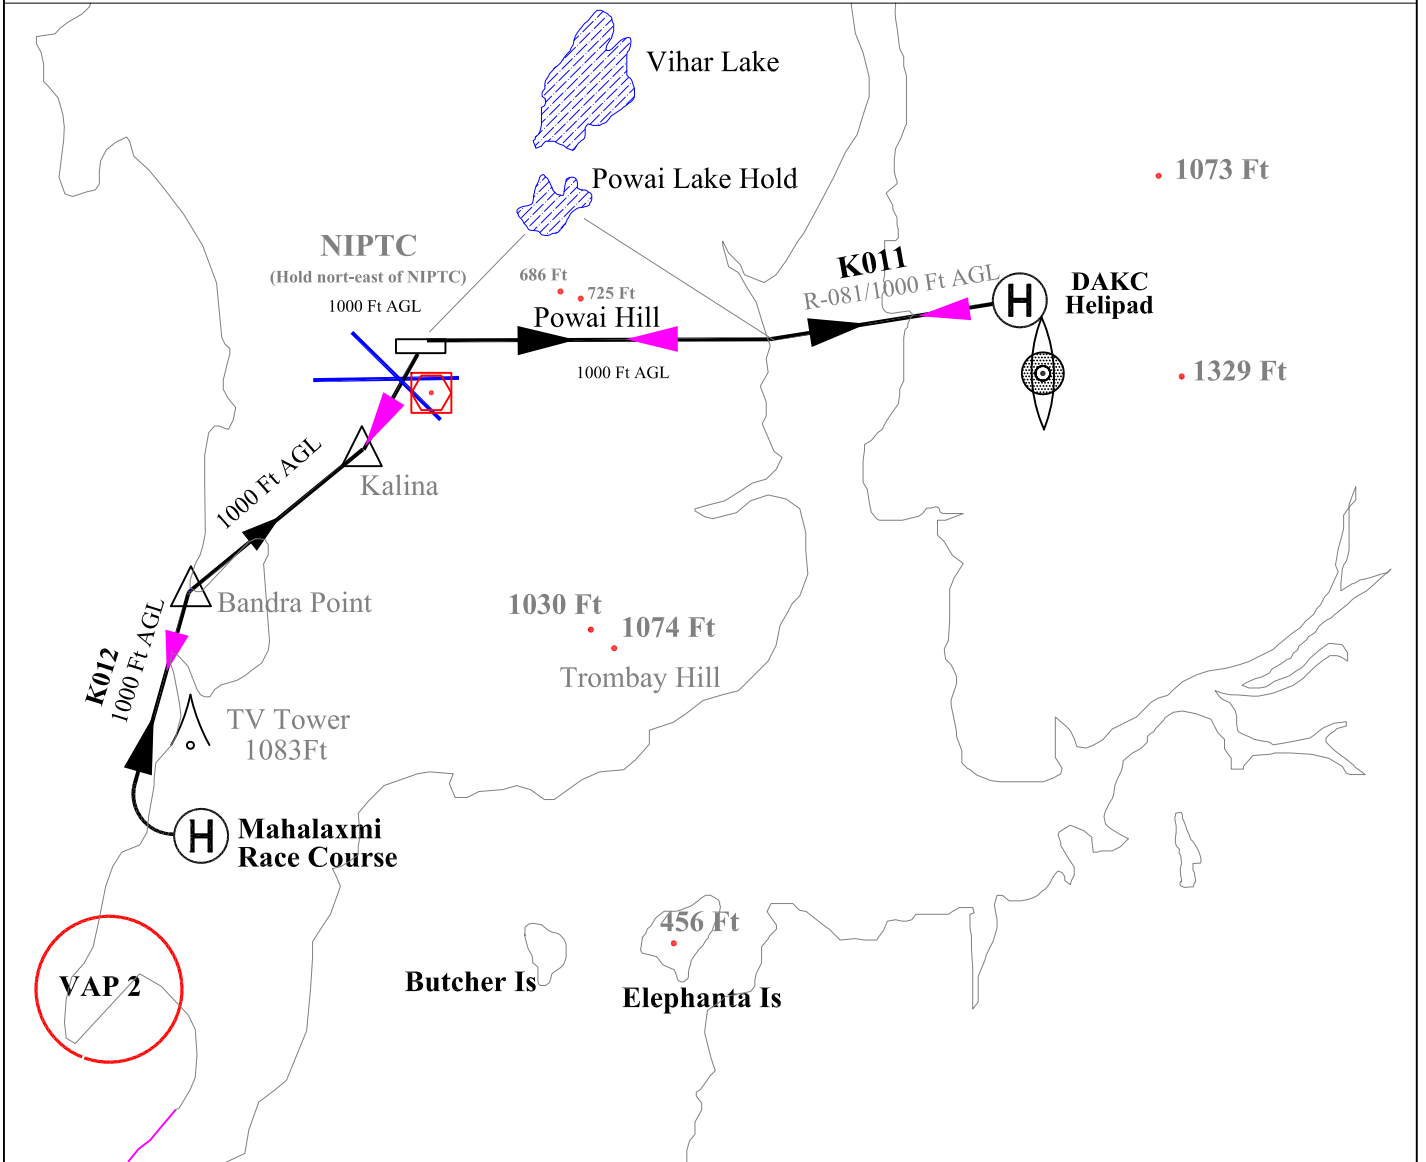 Vihar Lake
Powai Lake Hold
1073 Ft
NIPTC
(Hold nort-east of NIPTC)
1000 Ft AGL
686 Ft
725 Ft
Powai Hill
1000 Ft AGL
K011
R-081/1000 Ft AGL
H
DAKC
Helipad
1329 Ft
1000 Ft AGL
Kalina
Bandra Point
K012
1000 Ft AGL
1030 Ft
1074 Ft
Trombay Hill
TV Tower
1083Ft
H
Mahalaxmi
Race Course
456 Ft
VAP 2
Butcher Is
Elephanta Is